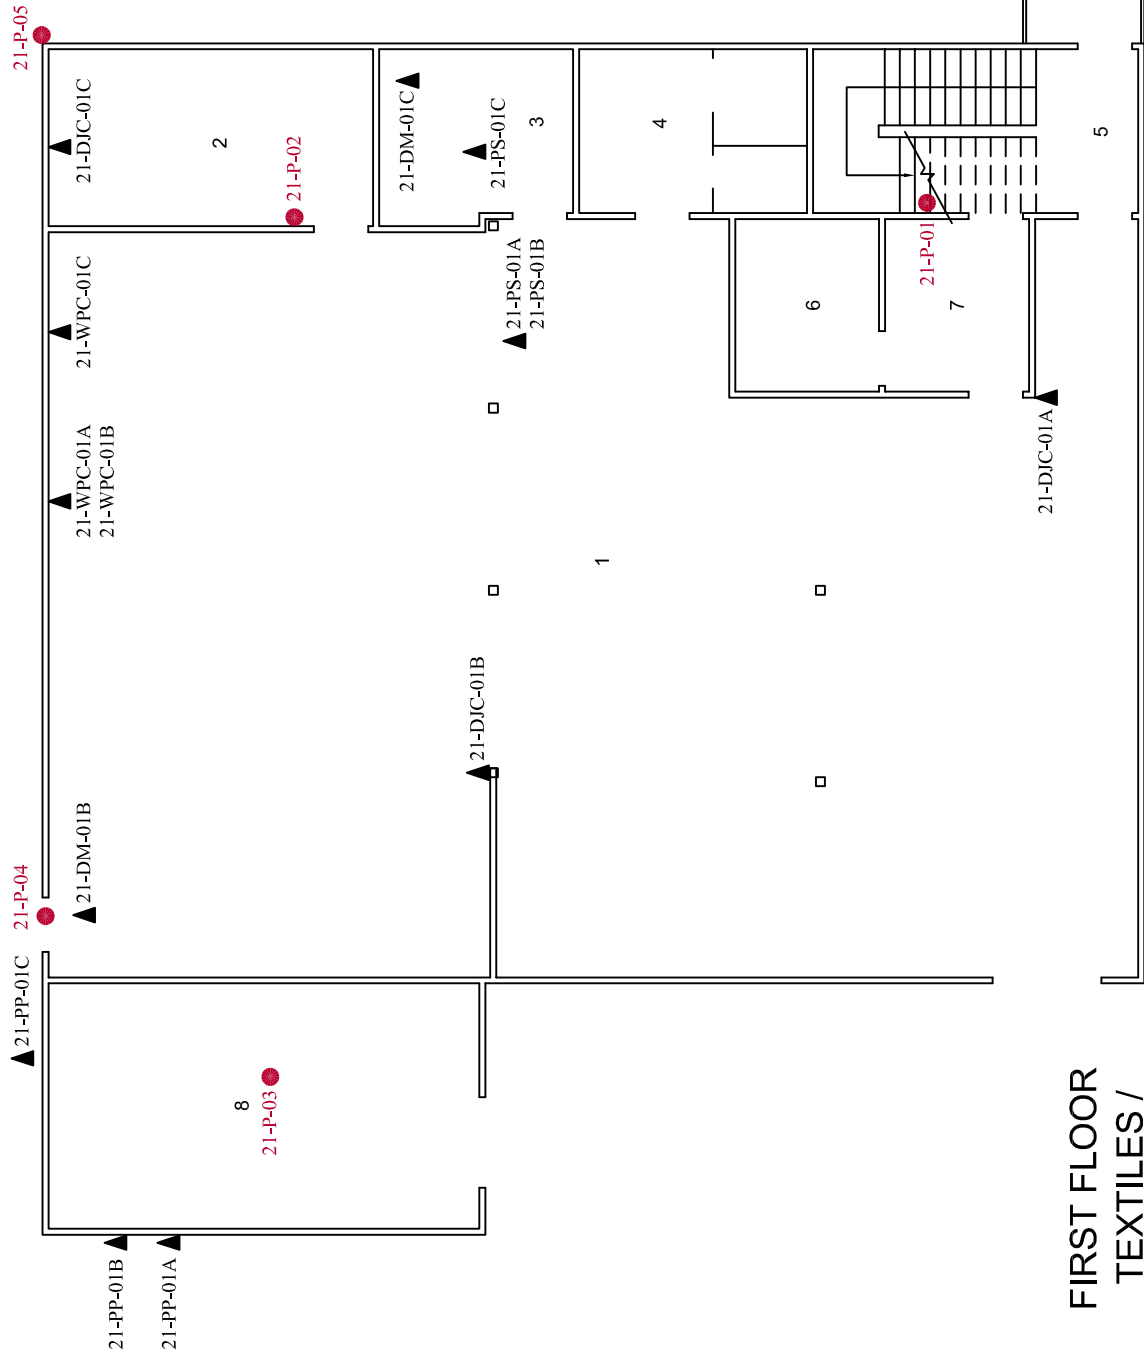 21-PP-01B
21-PP-01A
21-PP-01C
8
21-P-03
21-P-04
21-DM-01B
21-DJC-01B
21-WPC-01A
21-WPC-01B
21-WPC-01C
1
21-PS-01A
21-PS-01B
21-DJC-01A
21-P-05
21-DJC-01C
2
21-P-02
21-DM-01C
21-PS-01C
3
4
5
6
7
21-P-01
FIRST FLOOR
TEXTILES /